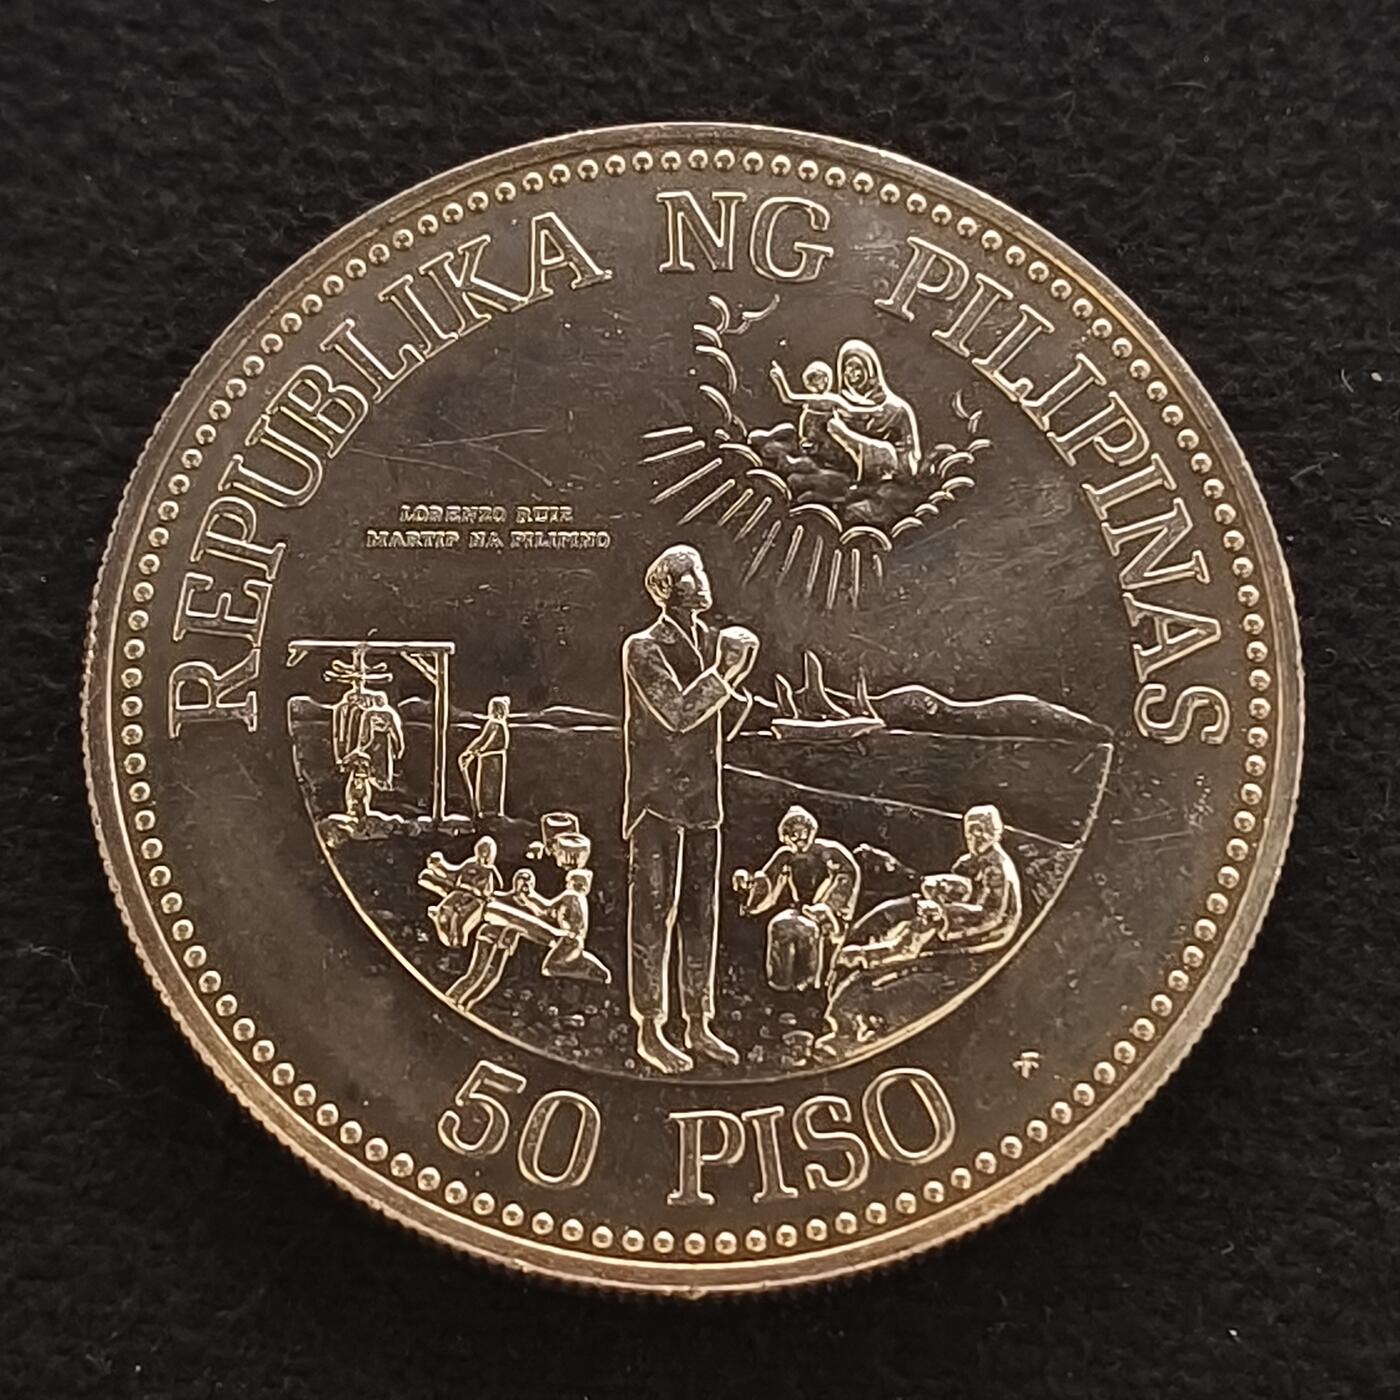 REPUBLIKA NG PILIPINAS
LORENZO RUIZ
MARTIR NA PILIPINO
50 PISO